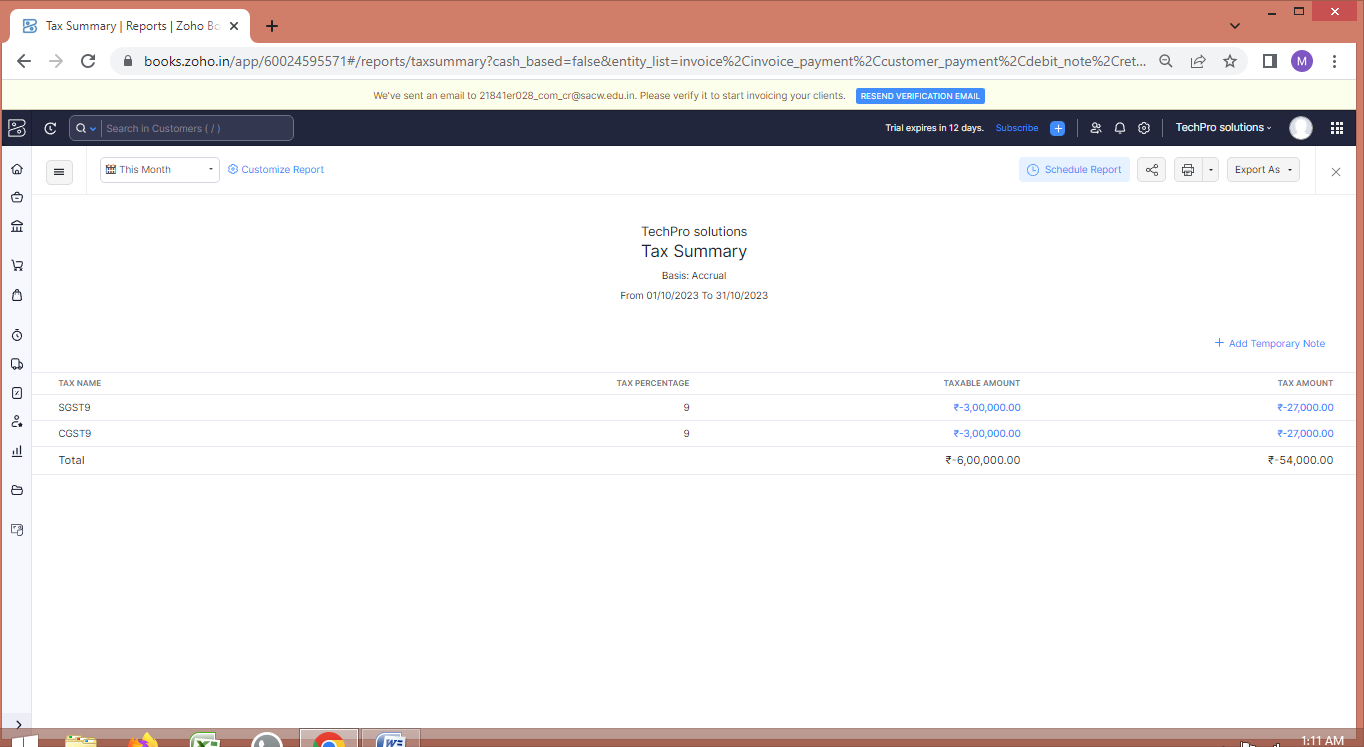 Tax Summary | Reports | Zoho Bo
books.zoho.in/app/60024595571#/reports/taxsummary?cash_based=false&entity_list=invoice%2Cinvoice_payment%2Ccustomer_payment%2Cdebit_note%2Cret...
M
We've sent an email to 21841er028_com_cr@sacw.edu.in. Please verify it to start invoicing your clients. RESEND VERIFICATION EMAIL
Search in Customers ( / ) Trial expires in 12 days. Subscribe TechPro solutions
This Month Customize Report Schedule Report Export As
TechPro solutions
Tax Summary
Basis: Accrual
From 01/10/2023 To 31/10/2023
+ Add Temporary Note
TAX NAME TAX PERCENTAGE TAXABLE AMOUNT TAX AMOUNT
SGST9 9 ₹-3,00,000.00 ₹-27,000.00
CGST9 9 ₹-3,00,000.00 ₹-27,000.00
Total ₹-6,00,000.00 ₹-54,000.00
1:11 AM